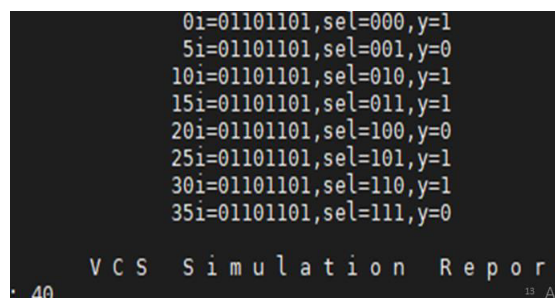 0i=01101101,sel=000,y=1
5i=01101101,sel=001,y=0
10i=01101101,sel=010,y=1
15i=01101101,sel=011,y=1
20i=01101101,sel=100,y=0
25i=01101101,sel=101,y=1
30i=01101101,sel=110,y=1
35i=01101101,sel=111,y=0
V C S   S i m u l a t i o n   R e p o r
: 40
13 A